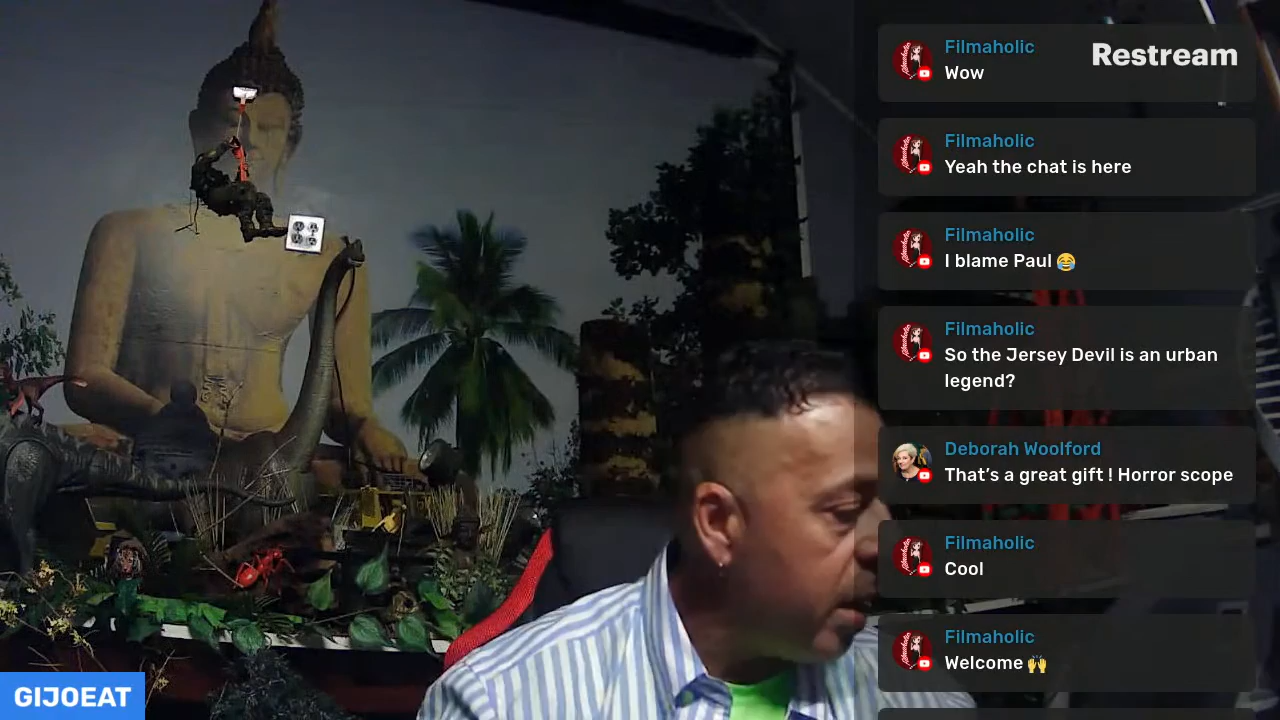 Restream
Filmaholic
Wow
Filmaholic
Yeah the chat is here
Filmaholic
I blame Paul 😂
Filmaholic
So the Jersey Devil is an urban
legend?
Deborah Woolford
That’s a great gift ! Horror scope
Filmaholic
Cool
Filmaholic
Welcome 🙌
GIJOEAT